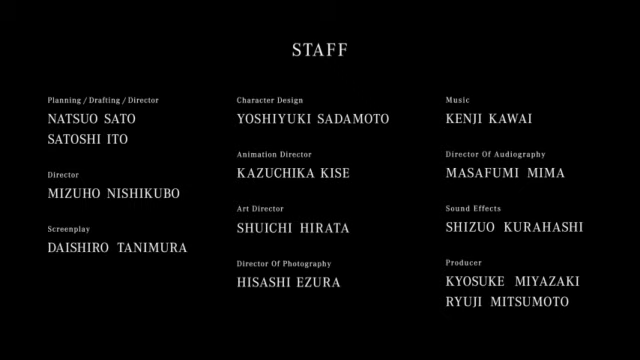 STAFF
Planning / Drafting / Director
NATSUO SATO
SATOSHI ITO
Director
MIZUHO NISHIKUBO
Screenplay
DAISHIRO TANIMURA
Character Design
YOSHIYUKI SADAMOTO
Animation Director
KAZUCHIKA KISE
Art Director
SHUICHI HIRATA
Director Of Photography
HISASHI EZURA
Music
KENJI KAWAI
Director Of Audiography
MASAFUMI MIMA
Sound Effects
SHIZUO KURAHASHI
Producer
KYOSUKE MIYAZAKI
RYUJI MITSUMOTO